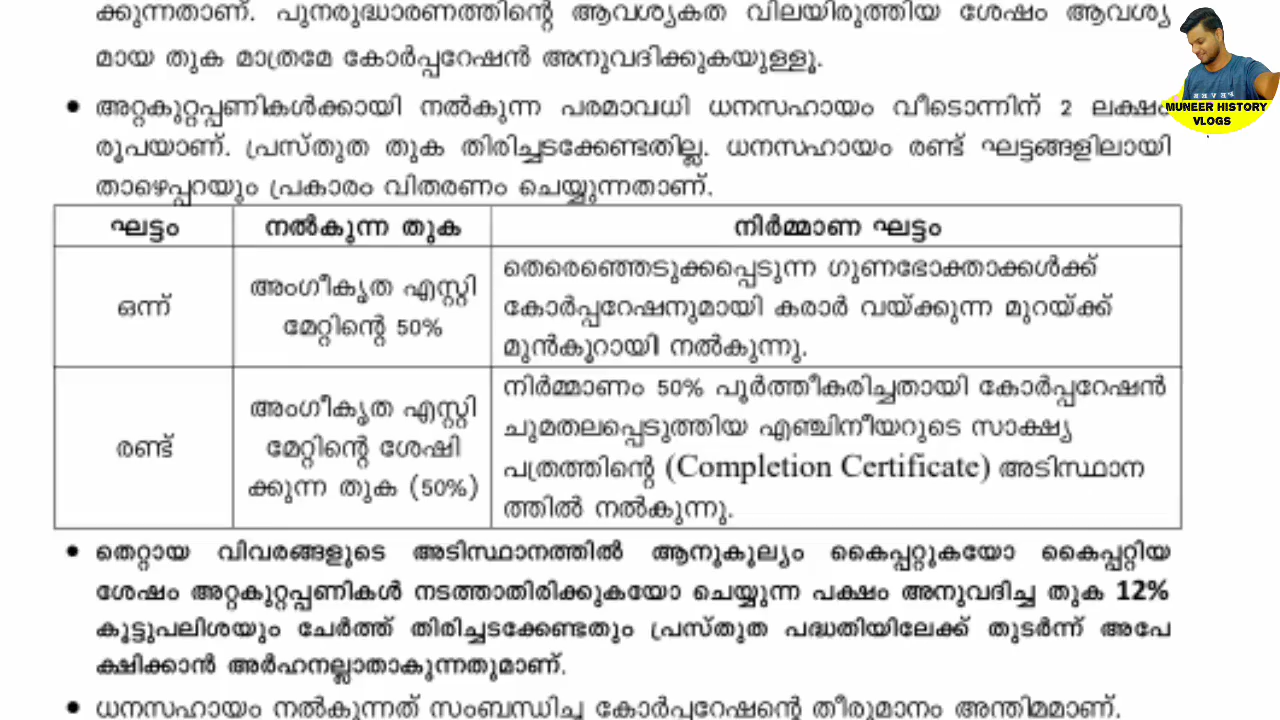 ക്കുന്നതാണ്. പുനരുദ്ധാരണത്തിന്റെ ആവശ്യകത വിലയിരുത്തിയ ശേഷം ആവശ്യ
മായ തുക മാത്രമേ കോർപ്പറേഷൻ അനുവദിക്കുകയുള്ളൂ.
• അറ്റകുറ്റപ്പണികൾക്കായി നൽകുന്ന പരമാവധി ധനസഹായം വീടൊന്നിന് 2 ലക്ഷം
രൂപയാണ്. പ്രസ്തുത തുക തിരിച്ചടക്കേണ്ടതില്ല. ധനസഹായം രണ്ട് ഘട്ടങ്ങളിലായി
താഴെപ്പറയും പ്രകാരം വിതരണം ചെയ്യുന്നതാണ്.
ഘട്ടം നൽകുന്ന തുക നിർമ്മാണ ഘട്ടം
ഒന്ന്
അംഗീകൃത എസ്റ്റി
മേറ്റിന്റെ 50%
തെരെഞ്ഞെടുക്കപ്പെടുന്ന ഗുണഭോക്താക്കൾക്ക്
കോർപ്പറേഷനുമായി കരാർ വയ്ക്കുന്ന മുറയ്ക്ക്
മുൻകൂറായി നൽകുന്നു.
രണ്ട്
അംഗീകൃത എസ്റ്റി
മേറ്റിന്റെ ശേഷി
ക്കുന്ന തുക (50%)
നിർമ്മാണം 50% പൂർത്തീകരിച്ചതായി കോർപ്പറേഷൻ
ചുമതലപ്പെടുത്തിയ എഞ്ചിനീയറുടെ സാക്ഷ്യ
പത്രത്തിന്റെ (Completion Certificate) അടിസ്ഥാന
ത്തിൽ നൽകുന്നു.
• തെറ്റായ വിവരങ്ങളുടെ അടിസ്ഥാനത്തിൽ ആനുകൂല്യം കൈപ്പറ്റുകയോ കൈപ്പറ്റിയ
ശേഷം അറ്റകുറ്റപ്പണികൾ നടത്താതിരിക്കുകയോ ചെയ്യുന്ന പക്ഷം അനുവദിച്ച തുക 12%
കൂട്ടുപലിശയും ചേർത്ത് തിരിച്ചടക്കേണ്ടതും പ്രസ്തുത പദ്ധതിയിലേക്ക് തുടർന്ന് അപേ
ക്ഷിക്കാൻ അർഹനല്ലാതാകുന്നതുമാണ്.
• ധനസഹായം നൽകുന്നത് സംബന്ധിച്ച കോർപ്പറേഷന്റെ തീരുമാനം അന്തിമമാണ്.
MUNEER HISTORY
VLOGS